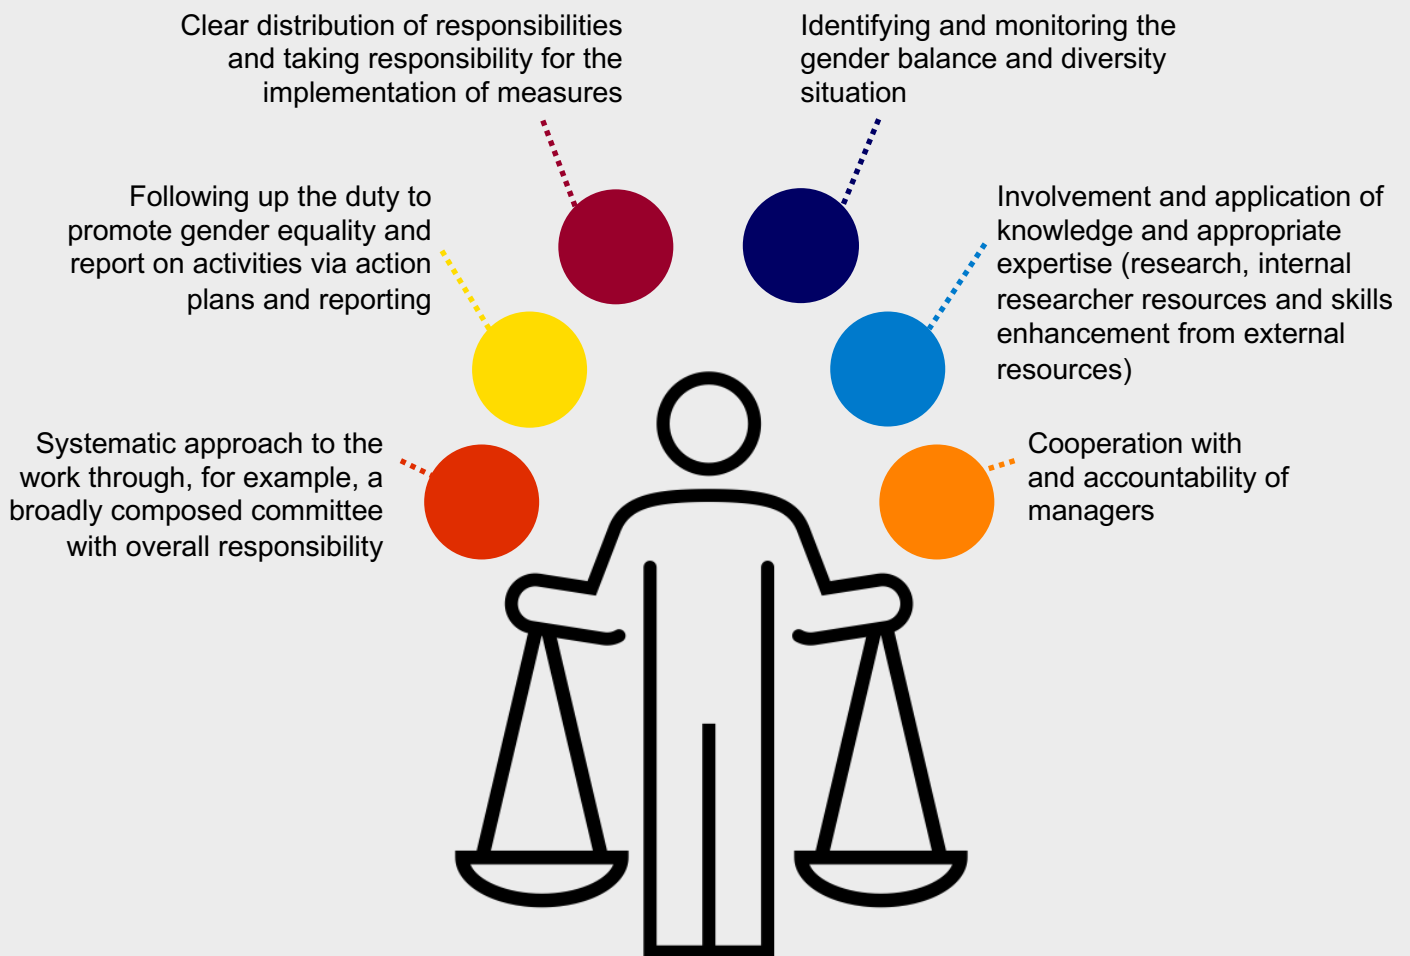 Clear distribution of responsibilities
and taking responsibility for the
implementation of measures
Identifying and monitoring the
gender balance and diversity
situation
Following up the duty to
promote gender equality and
report on activities via action
plans and reporting
Involvement and application of
knowledge and appropriate
expertise (research, internal
researcher resources and skills
enhancement from external
resources)
Systematic approach to the
work through, for example, a
broadly composed committee
with overall responsibility
Cooperation with
and accountability of
managers